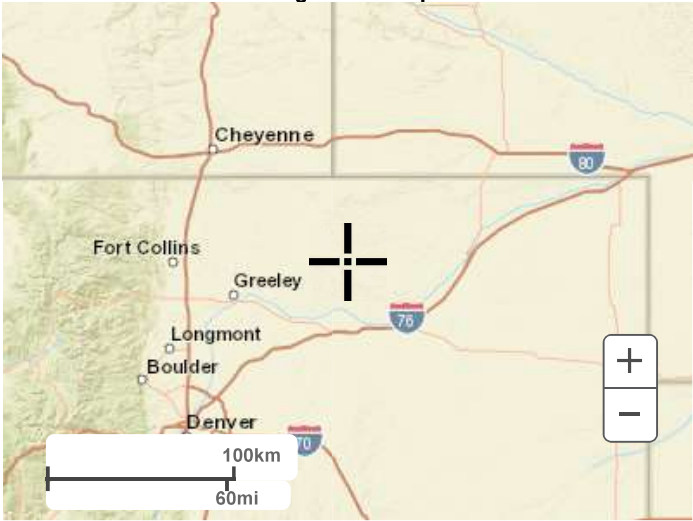 Cheyenne
80
Fort Collins
Greeley
76
Longmont
Boulder
+
−
Denver
70
100km
60mi